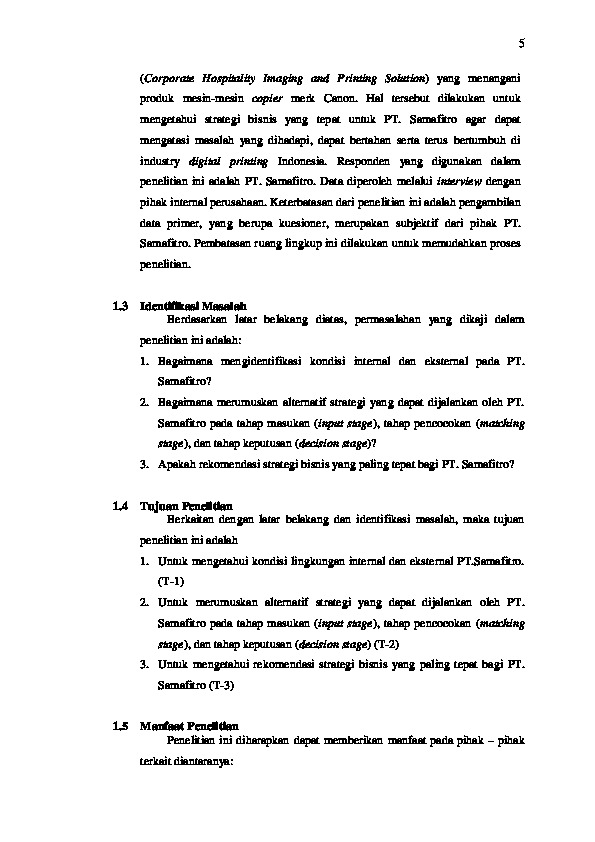 5
(Corporate Hospitality Imaging and Printing Solution) yang menangani
produk mesin-mesin copier merk Canon. Hal tersebut dilakukan untuk
mengetahui strategi bisnis yang tepat untuk PT. Samafitro agar dapat
mengatasi masalah yang dihadapi, dapat bertahan serta terus bertumbuh di
industry digital printing Indonesia. Responden yang digunakan dalam
penelitian ini adalah PT. Samafitro. Data diperoleh melalui interview dengan
pihak internal perusahaan. Keterbatasan dari penelitian ini adalah pengambilan
data primer, yang berupa kuesioner, merupakan subjektif dari pihak PT.
Samafitro. Pembatasan ruang lingkup ini dilakukan untuk memudahkan proses
penelitian.
1.3 Identifikasi Masalah
Berdasarkan latar belakang diatas, permasalahan yang dikaji dalam
penelitian ini adalah:
1. Bagaimana mengidentifikasi kondisi internal dan eksternal pada PT.
Samafitro?
2. Bagaimana merumuskan alternatif strategi yang dapat dijalankan oleh PT.
Samafitro pada tahap masukan (input stage), tahap pencocokan (matching
stage), dan tahap keputusan (decision stage)?
3. Apakah rekomendasi strategi bisnis yang paling tepat bagi PT. Samafitro?
1.4 Tujuan Penelitian
Berkaitan dengan latar belakang dan identifikasi masalah, maka tujuan
penelitian ini adalah
1. Untuk mengetahui kondisi lingkungan internal dan eksternal PT.Samafitro.
(T-1)
2. Untuk merumuskan alternatif strategi yang dapat dijalankan oleh PT.
Samafitro pada tahap masukan (input stage), tahap pencocokan (matching
stage), dan tahap keputusan (decision stage) (T-2)
3. Untuk mengetahui rekomendasi strategi bisnis yang paling tepat bagi PT.
Samafitro (T-3)
1.5 Manfaat Penelitian
Penelitian ini diharapkan dapat memberikan manfaat pada pihak – pihak
terkait diantaranya: